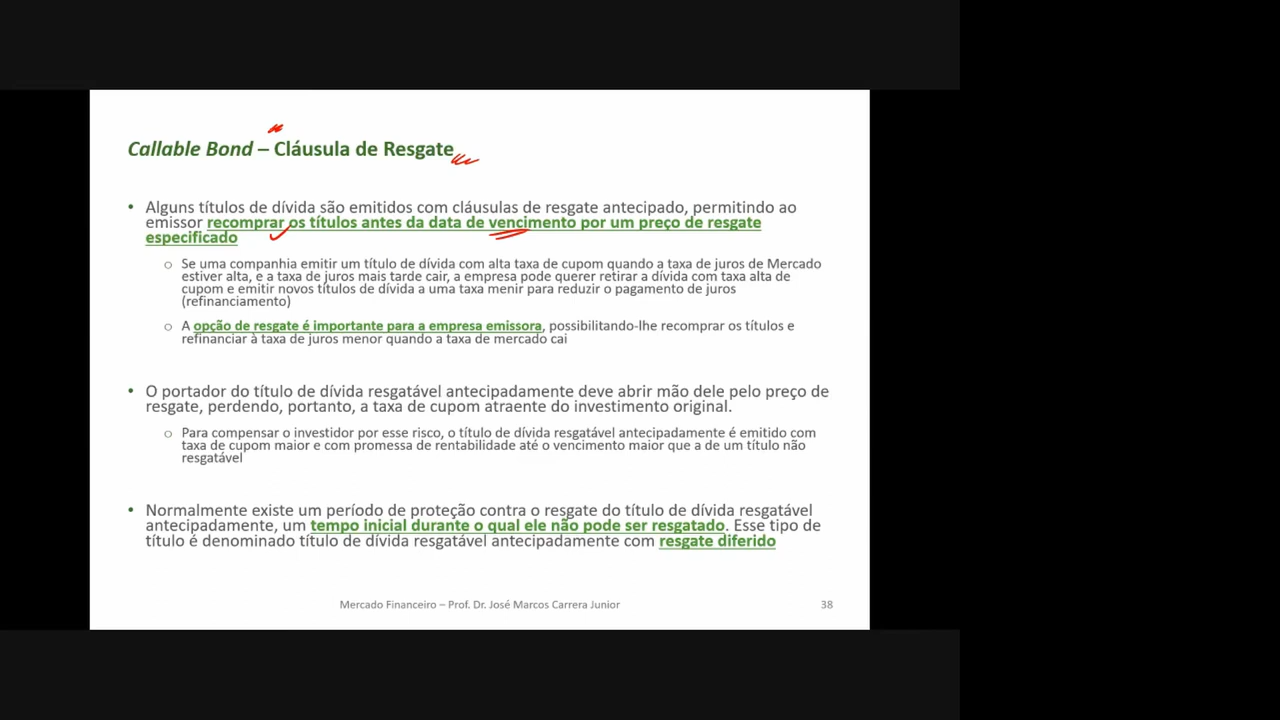 Callable Bond – Cláusula de Resgate
• Alguns títulos de dívida são emitidos com cláusulas de resgate antecipado, permitindo ao
emissor recomprar os títulos antes da data de vencimento por um preço de resgate
especificado
o Se uma companhia emitir um título de dívida com alta taxa de cupom quando a taxa de juros de Mercado
estiver alta, e a taxa de juros mais tarde cair, a empresa pode querer retirar a dívida com taxa alta de
cupom e emitir novos títulos de dívida a uma taxa menir para reduzir o pagamento de juros
(refinanciamento)
o A opção de resgate é importante para a empresa emissora, possibilitando-lhe recomprar os títulos e
refinanciar à taxa de juros menor quando a taxa de mercado cai
• O portador do título de dívida resgatável antecipadamente deve abrir mão dele pelo preço de
resgate, perdendo, portanto, a taxa de cupom atraente do investimento original.
o Para compensar o investidor por esse risco, o título de dívida resgatável antecipadamente é emitido com
taxa de cupom maior e com promessa de rentabilidade até o vencimento maior que a de um título não
resgatável
• Normalmente existe um período de proteção contra o resgate do título de dívida resgatável
antecipadamente, um tempo inicial durante o qual ele não pode ser resgatado. Esse tipo de
título é denominado título de dívida resgatável antecipadamente com resgate diferido
Mercado Financeiro – Prof. Dr. José Marcos Carrera Junior
38